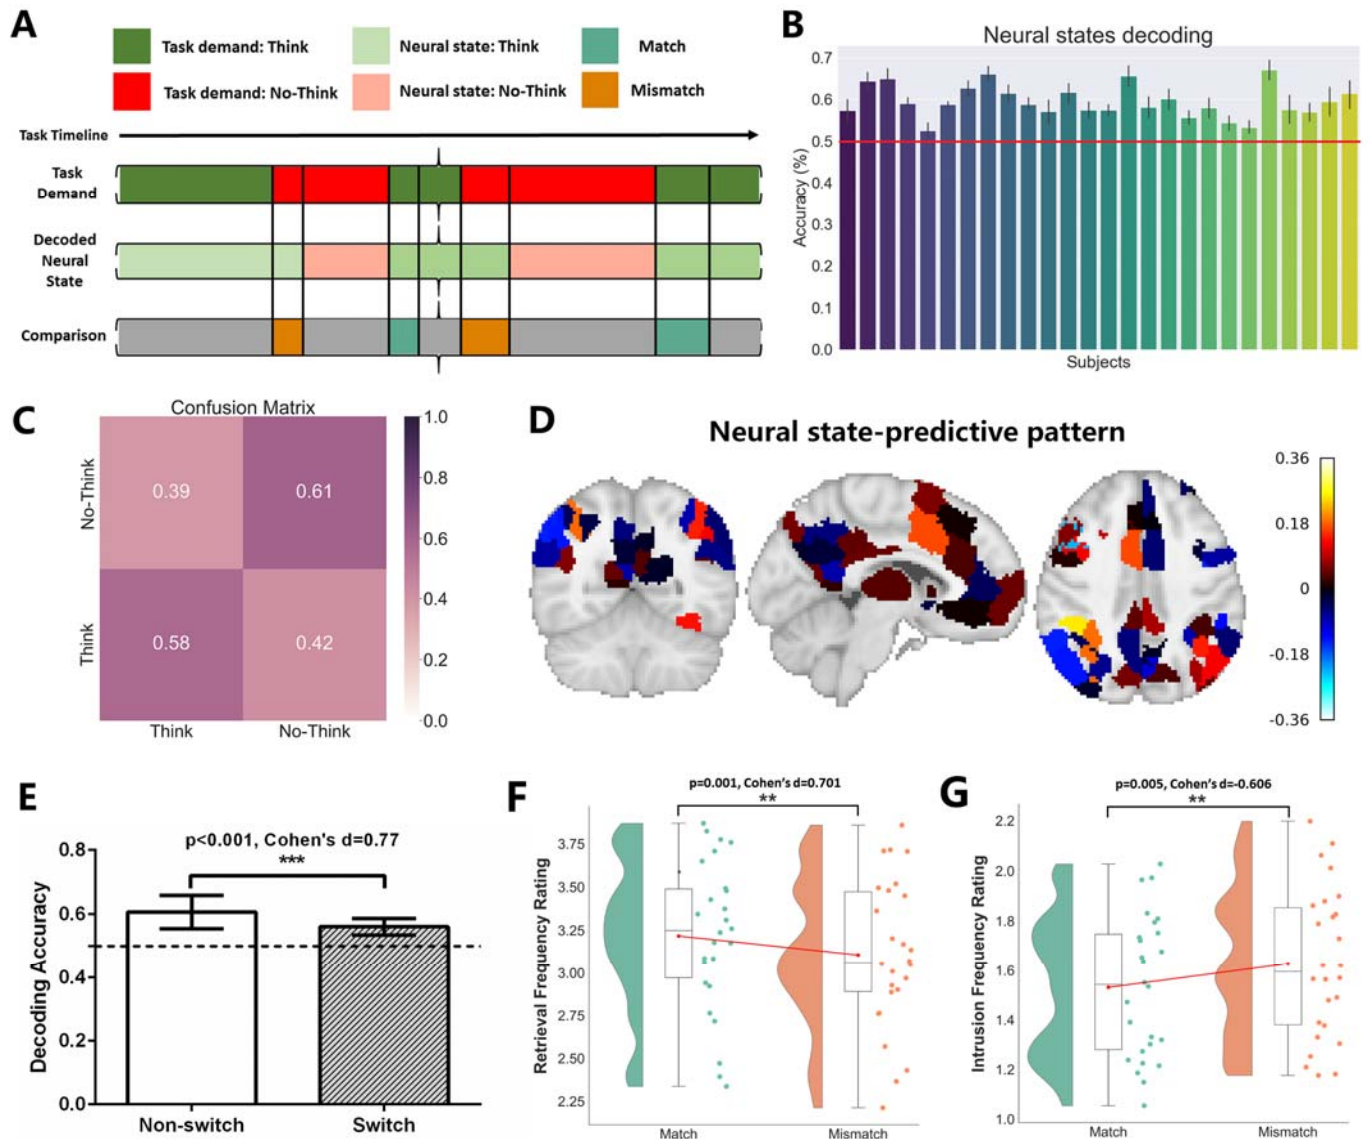 A
Task demand: Think
Neural state: Think
Match
Task demand: No-Think
Neural state: No-Think
Mismatch
Task Timeline
Task
Demand
Decoded
Neural
State
Comparison
B
Neural states decoding
0.7
0.6
0.5
0.4
0.3
0.2
0.1
0.0
Accuracy (%)
Subjects
C
Confusion Matrix
No-Think
Think
0.39
0.61
0.58
0.42
Think
No-Think
1.0
0.8
0.6
0.4
0.2
0.0
D
Neural state-predictive pattern
0.36
0.18
0
-0.18
-0.36
E
p<0.001, Cohen's d=0.77
***
0.8
0.6
0.4
0.2
0.0
Decoding Accuracy
Non-switch
Switch
F
p=0.001, Cohen's d=0.701
**
3.75
3.50
3.25
3.00
2.75
2.50
2.25
Retrieval Frequency Rating
Match
Mismatch
G
p=0.005, Cohen's d=-0.606
**
2.2
2.0
1.8
1.6
1.4
1.2
1.0
Intrusion Frequency Rating
Match
Mismatch